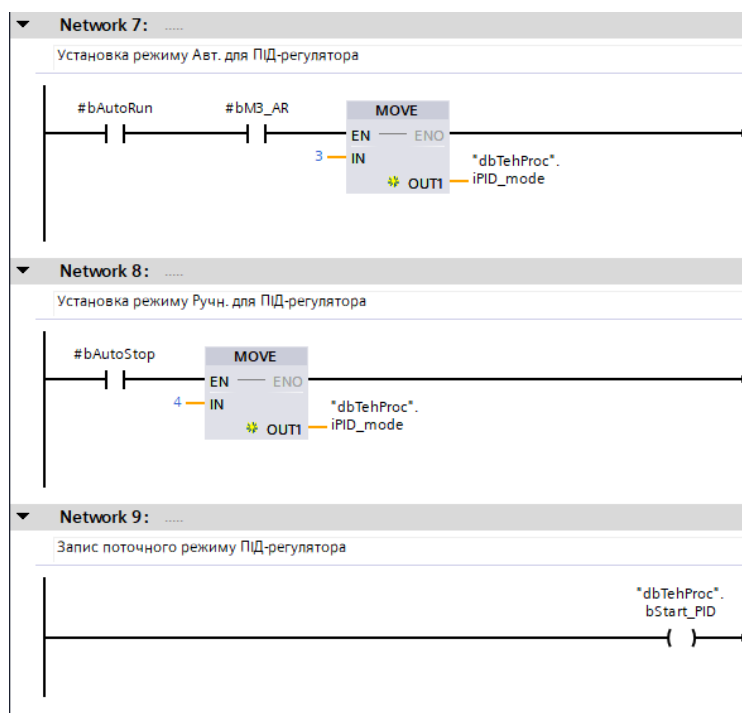 Network 7: .....
Установка режиму Авт. для ПІД-регулятора
#bAutoRun #bM3_AR MOVE
EN ENO
3 IN
"dbTehProc".
OUT1 iPID_mode
Network 8: .....
Установка режиму Ручн. для ПІД-регулятора
#bAutoStop MOVE
EN ENO
4 IN
"dbTehProc".
OUT1 iPID_mode
Network 9: .....
Запис поточного режиму ПІД-регулятора
"dbTehProc".
bStart_PID